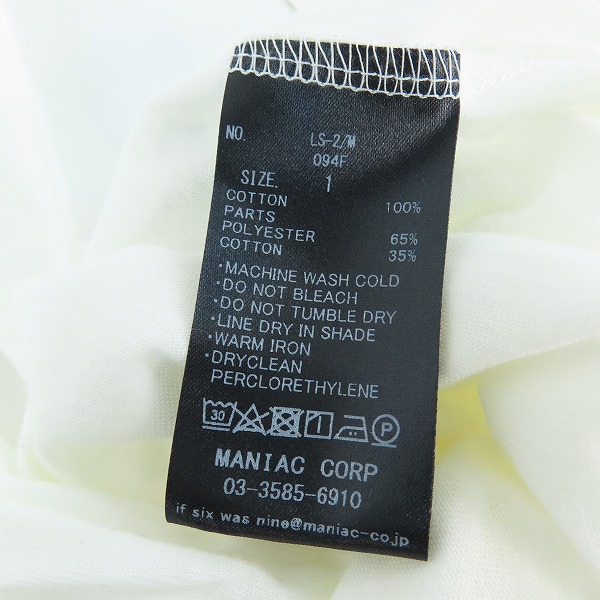 NO. LS-2/M
094F
SIZE. 1
COTTON 100%
PARTS
POLYESTER 65%
COTTON 35%
・MACHINE WASH COLD
・DO NOT BLEACH
・DO NOT TUMBLE DRY
・LINE DRY IN SHADE
・WARM IRON
・DRYCLEAN
PERCLORETHYLENE
30 P
MANIAC CORP
03-3585-6910
if six was nine@maniac-co.jp